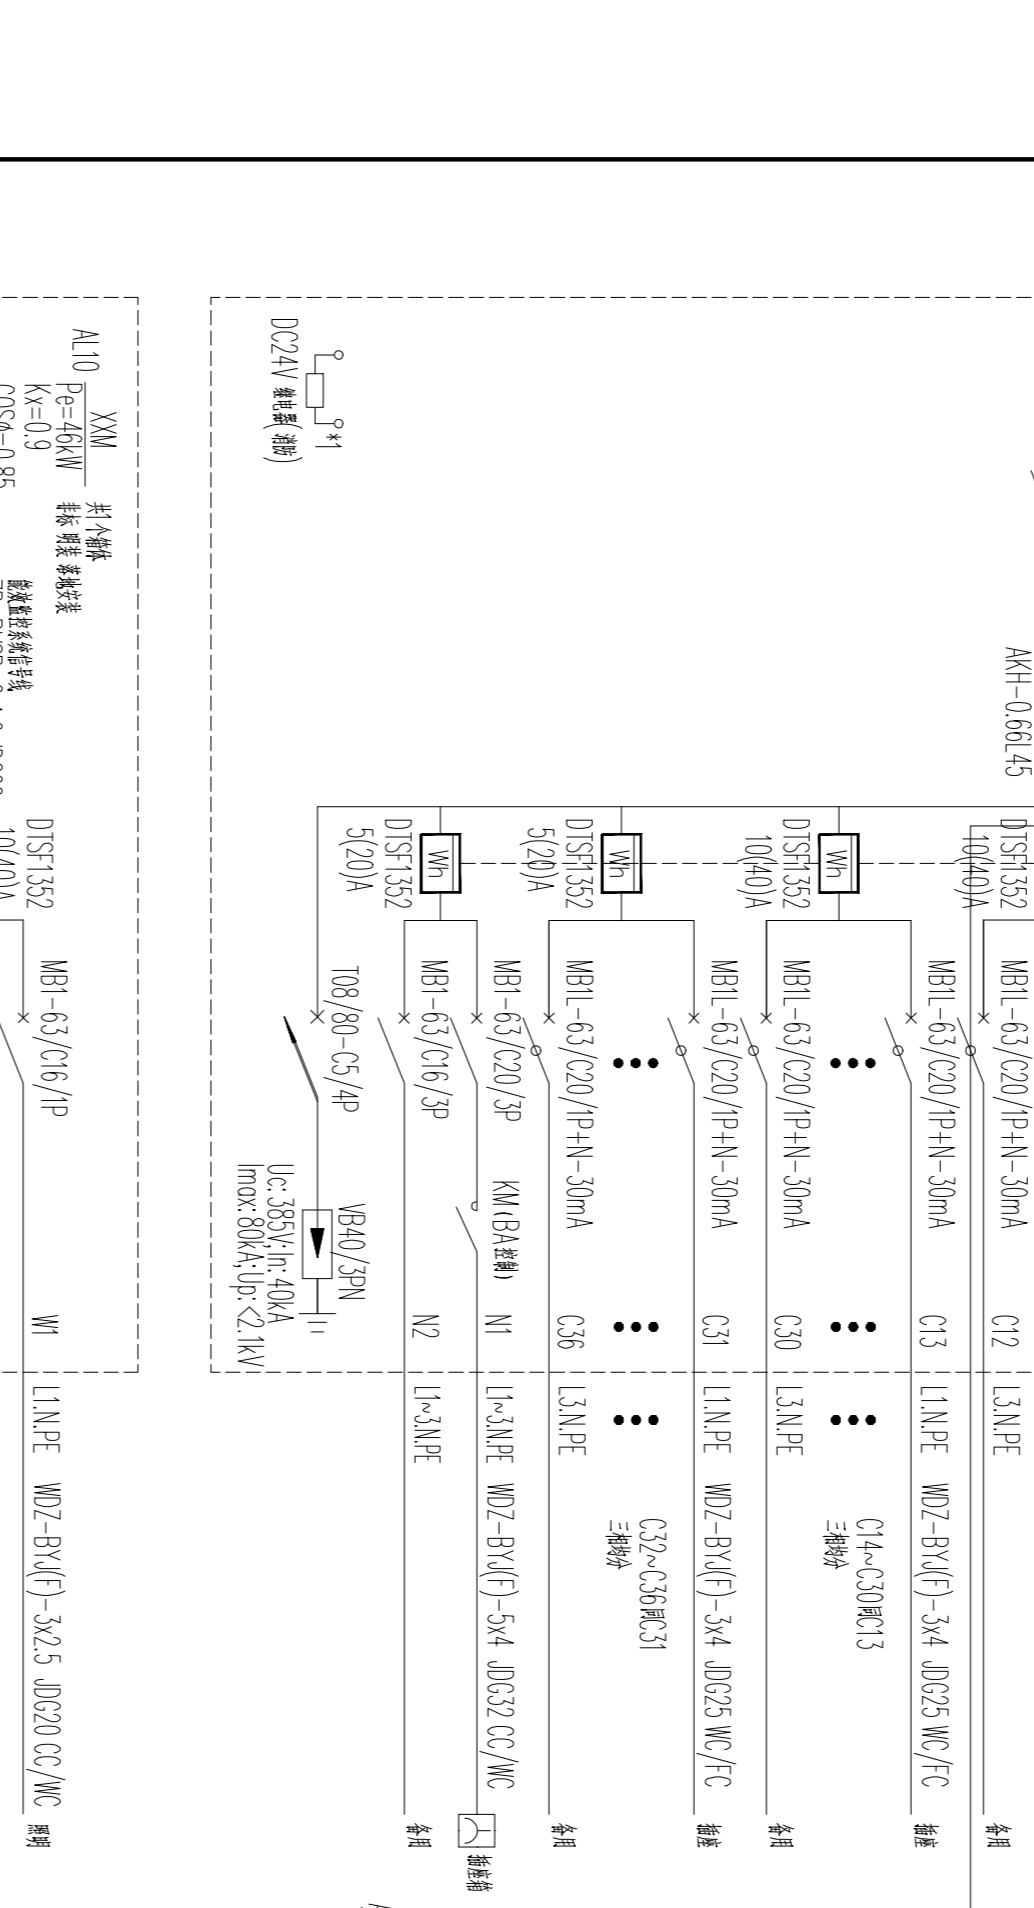 AKH-0.66L45
DTSF1352
10(40)A
MB1L-63/C20/1P+N-30mA
C12
L3.N.PE
备用
MB1L-63/C20/1P+N-30mA
C13
L1.N.PE
WDZ-BYJ(F)-3x4 JDG25 WC/FC
插座
Wh
DTSF1352
10(40)A
C14~C30同C13
三相均分
MB1L-63/C20/1P+N-30mA
C30
L3.N.PE
备用
MB1L-63/C20/1P+N-30mA
C31
L1.N.PE
WDZ-BYJ(F)-3x4 JDG25 WC/FC
插座
Wh
DTSF1352
5(20)A
C32~C36同C31
三相均分
MB1L-63/C20/1P+N-30mA
C36
L3.N.PE
备用
MB1-63/C20/3P
KM(BA控制)
N1
L1~3.N.PE
WDZ-BYJ(F)-5x4 JDG32 CC/WC
插座箱
Wh
DTSF1352
5(20)A
MB1-63/C16/3P
N2
L1~3.N.PE
备用
T08/80-C5/4P
VB40/3PN
Uc:385V;In:40kA
Imax:80kA;Up:<2.1kV
*1
DC24V 继电器(消防)
AL10
XXM
Pe=46kW
Kx=0.9
COSφ=0.85
共1个箱体
非标 明装 落地安装
能效监控系统信号线
DTSF1352
10(40)A
MB1-63/C16/1P
W1
L1.N.PE
WDZ-BYJ(F)-3x2.5 JDG20 CC/WC
照明